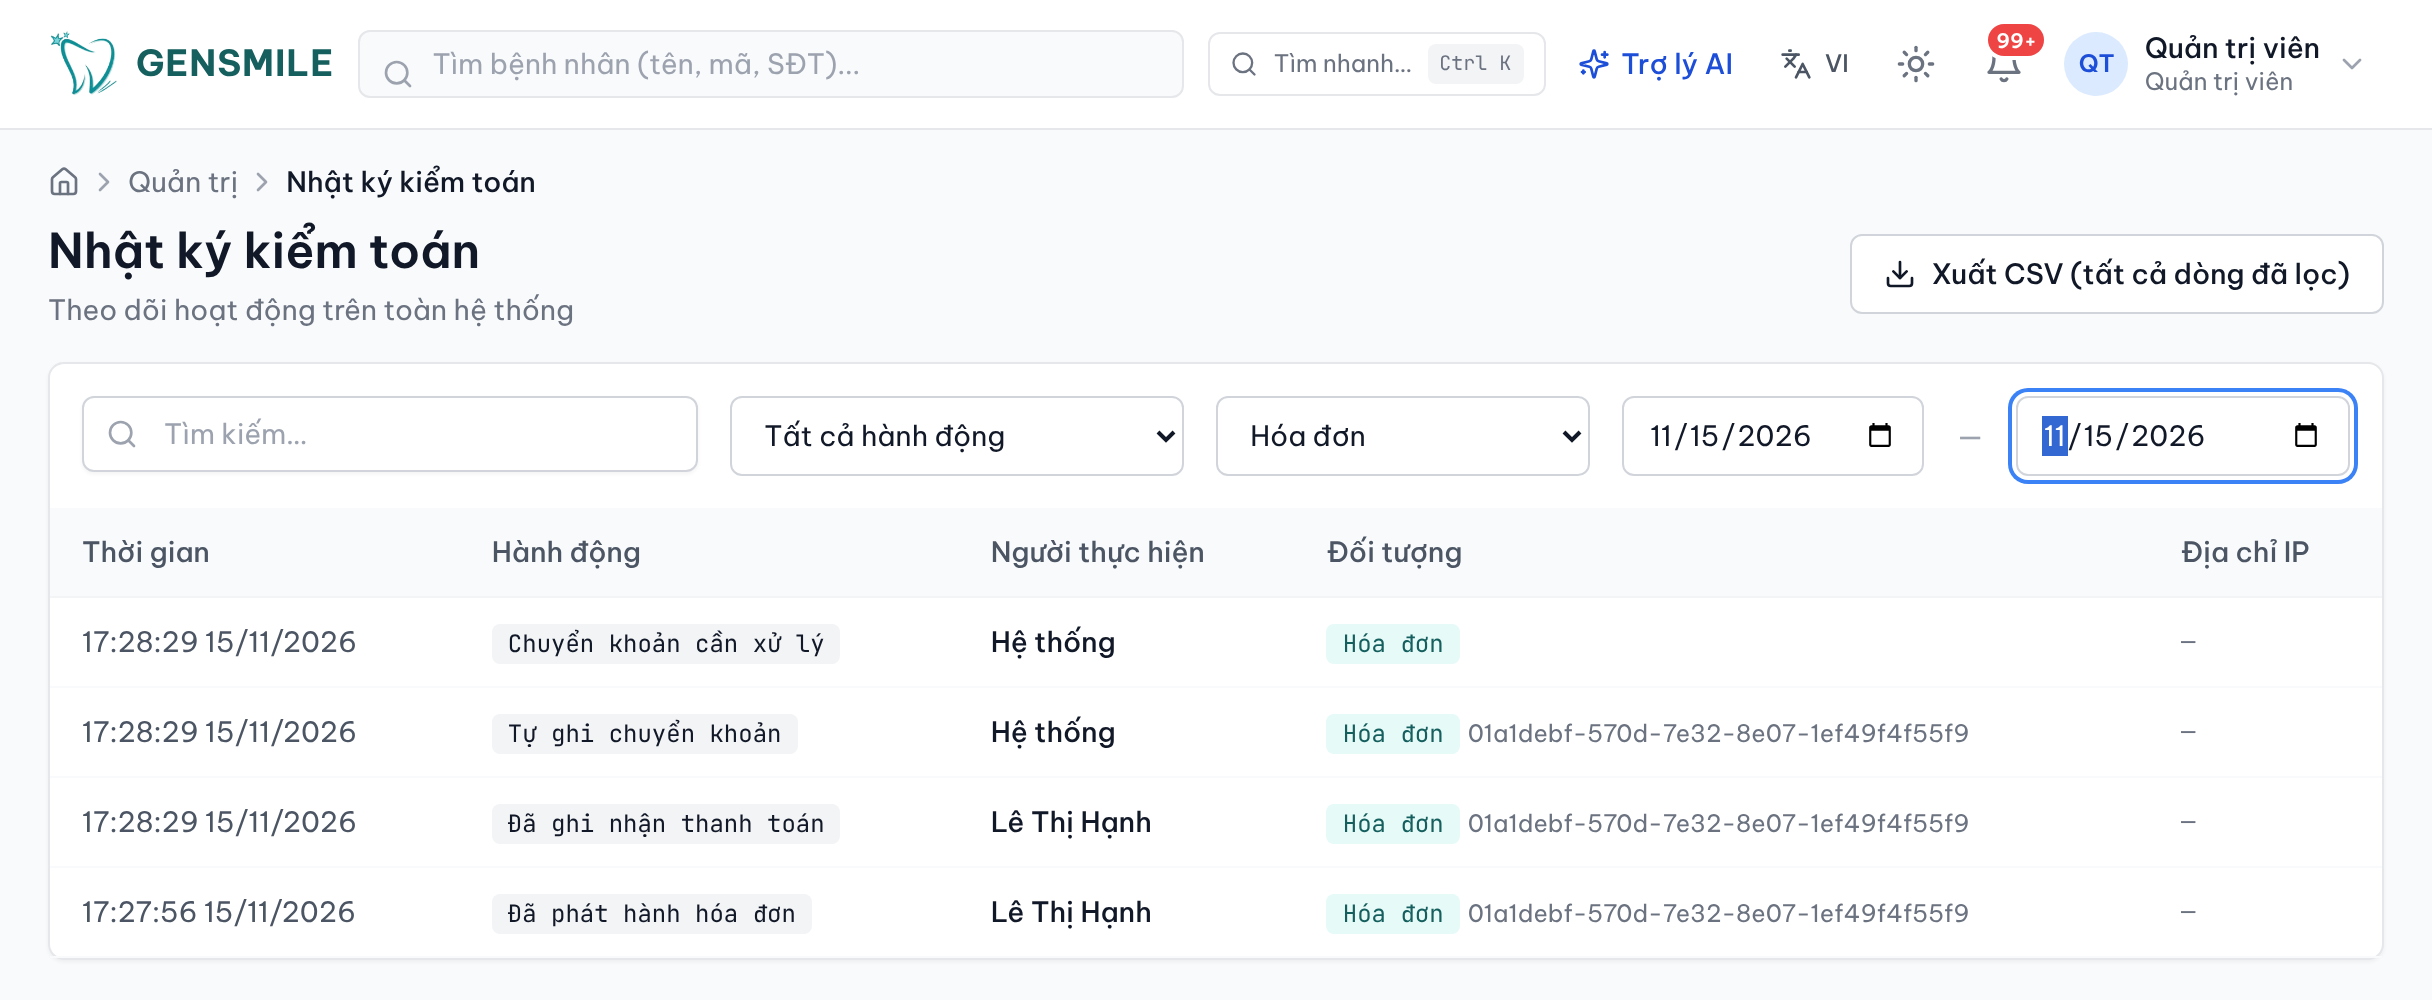 GENSMILE
Tìm bệnh nhân (tên, mã, SĐT)...
Tìm nhanh... Ctrl K
Trợ lý AI
VI
99+
QT
Quản trị viên
Quản trị viên
Quản trị > Nhật ký kiểm toán
Nhật ký kiểm toán
Theo dõi hoạt động trên toàn hệ thống
Xuất CSV (tất cả dòng đã lọc)
Tìm kiếm... Tất cả hành động Hóa đơn 11/15/2026 – 11/15/2026
Thời gian Hành động Người thực hiện Đối tượng Địa chỉ IP
17:28:29 15/11/2026 Chuyển khoản cần xử lý Hệ thống Hóa đơn –
17:28:29 15/11/2026 Tự ghi chuyển khoản Hệ thống Hóa đơn 01a1debf-570d-7e32-8e07-1ef49f4f55f9 –
17:28:29 15/11/2026 Đã ghi nhận thanh toán Lê Thị Hạnh Hóa đơn 01a1debf-570d-7e32-8e07-1ef49f4f55f9 –
17:27:56 15/11/2026 Đã phát hành hóa đơn Lê Thị Hạnh Hóa đơn 01a1debf-570d-7e32-8e07-1ef49f4f55f9 –